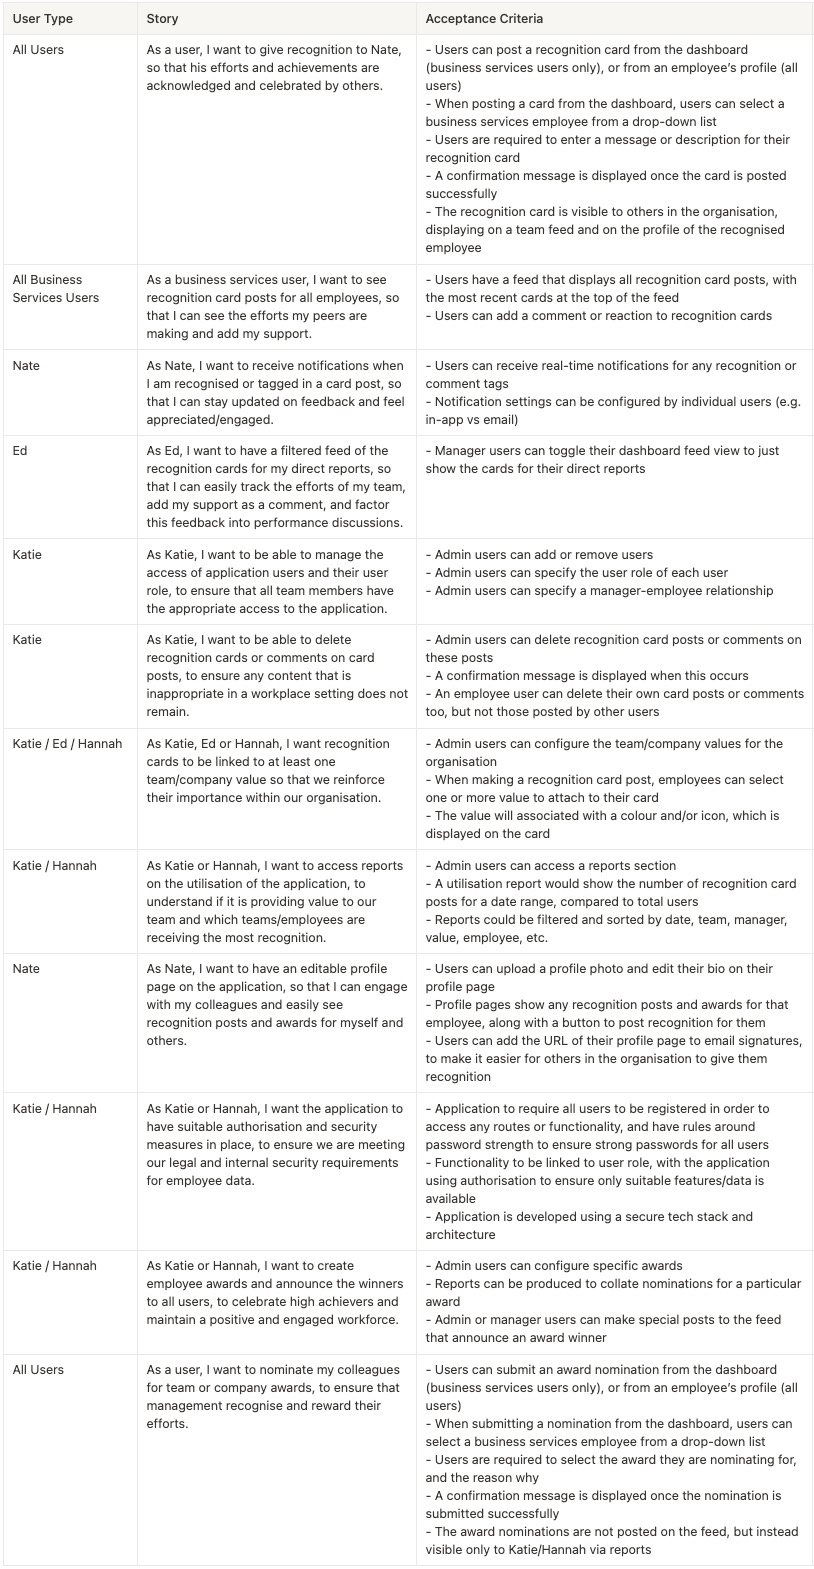 User Type
Story
Acceptance Criteria
All Users
As a user, I want to give recognition to Nate,
so that his efforts and achievements are
acknowledged and celebrated by others.
- Users can post a recognition card from the dashboard
(business services users only), or from an employee's profile (all
users)
- When posting a card from the dashboard, users can select a
business services employee from a drop-down list
- Users are required to enter a message or description for their
recognition card
- A confirmation message is displayed once the card is posted
successfully
- The recognition card is visible to others in the organisation,
displaying on a team feed and on the profile of the recognised
employee
All Business
Services Users
As a business services user, I want to see
recognition card posts for all employees, so
that I can see the efforts my peers are
making and add my support.
- Users have a feed that displays all recognition card posts, with
the most recent cards at the top of the feed
- Users can add a comment or reaction to recognition cards
Nate
As Nate, I want to receive notifications when
I am recognised or tagged in a card post, so
that I can stay updated on feedback and feel
appreciated/engaged.
- Users can receive real-time notifications for any recognition or
comment tags
- Notification settings can be configured by individual users (e.g.
in-app vs email)
Ed
As Ed, I want to have a filtered feed of the
recognition cards for my direct reports, so
that I can easily track the efforts of my team,
add my support as a comment, and factor
this feedback into performance discussions.
- Manager users can toggle their dashboard feed view to just
show the cards for their direct reports
Katie
As Katie, I want to be able to manage the
access of application users and their user
role, to ensure that all team members have
the appropriate access to the application.
- Admin users can add or remove users
- Admin users can specify the user role of each user
- Admin users can specify a manager-employee relationship
Katie
As Katie, I want to be able to delete
recognition cards or comments on card
posts, to ensure any content that is
inappropriate in a workplace setting does not
remain.
- Admin users can delete recognition card posts or comments on
these posts
- A confirmation message is displayed when this occurs
- An employee user can delete their own card posts or comments
too, but not those posted by other users
Katie / Ed / Hannah
As Katie, Ed or Hannah, I want recognition
cards to be linked to at least one
team/company value so that we reinforce
their importance within our organisation.
- Admin users can configure the team/company values for the
organisation
- When making a recognition card post, employees can select
one or more value to attach to their card
- The value will associated with a colour and/or icon, which is
displayed on the card
Katie / Hannah
As Katie or Hannah, I want to access reports
on the utilisation of the application, to
understand if it is providing value to our
team and which teams/employees are
receiving the most recognition.
- Admin users can access a reports section
- A utilisation report would show the number of recognition card
posts for a date range, compared to total users
- Reports could be filtered and sorted by date, team, manager,
value, employee, etc.
Nate
As Nate, I want to have an editable profile
page on the application, so that I can engage
with my colleagues and easily see
recognition posts and awards for myself and
others.
- Users can upload a profile photo and edit their bio on their
profile page
- Profile pages show any recognition posts and awards for that
employee, along with a button to post recognition for them
- Users can add the URL of their profile page to email signatures,
to make it easier for others in the organisation to give them
recognition
Katie / Hannah
As Katie or Hannah, I want the application to
have suitable authorisation and security
measures in place, to ensure we are meeting
our legal and internal security requirements
for employee data.
- Application to require all users to be registered in order to
access any routes or functionality, and have rules around
password strength to ensure strong passwords for all users
- Functionality to be linked to user role, with the application
using authorisation to ensure only suitable features/data is
available
- Application is developed using a secure tech stack and
architecture
Katie / Hannah
As Katie or Hannah, I want to create
employee awards and announce the winners
to all users, to celebrate high achievers and
maintain a positive and engaged workforce.
- Admin users can configure specific awards
- Reports can be produced to collate nominations for a particular
award
- Admin or manager users can make special posts to the feed
that announce an award winner
All Users
As a user, I want to nominate my colleagues
for team or company awards, to ensure that
management recognise and reward their
efforts.
- Users can submit an award nomination from the dashboard
(business services users only), or from an employee's profile (all
users)
- When submitting a nomination from the dashboard, users can
select a business services employee from a drop-down list
- Users are required to select the award they are nominating for,
and the reason why
- A confirmation message is displayed once the nomination is
submitted successfully
- The award nominations are not posted on the feed, but instead
visible only to Katie/Hannah via reports